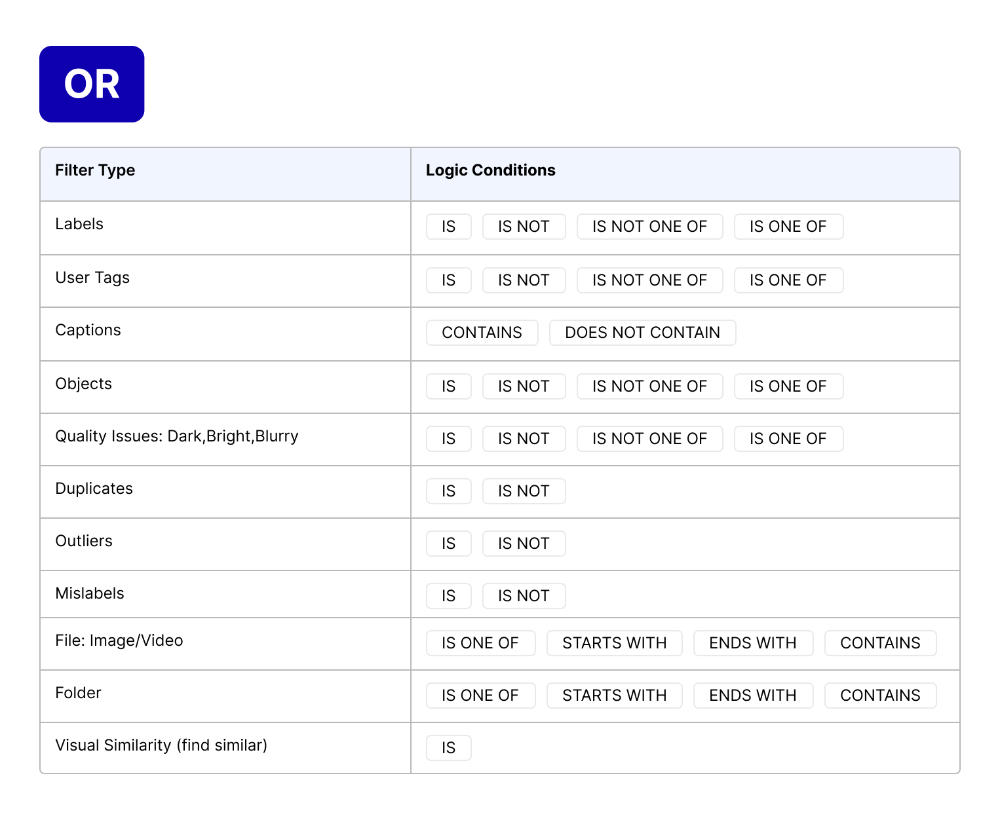 OR
Filter Type Logic Conditions
Labels IS IS NOT IS NOT ONE OF IS ONE OF
User Tags IS IS NOT IS NOT ONE OF IS ONE OF
Captions CONTAINS DOES NOT CONTAIN
Objects IS IS NOT IS NOT ONE OF IS ONE OF
Quality Issues: Dark,Bright,Blurry IS IS NOT IS NOT ONE OF IS ONE OF
Duplicates IS IS NOT
Outliers IS IS NOT
Mislabels IS IS NOT
File: Image/Video IS ONE OF STARTS WITH ENDS WITH CONTAINS
Folder IS ONE OF STARTS WITH ENDS WITH CONTAINS
Visual Similarity (find similar) IS